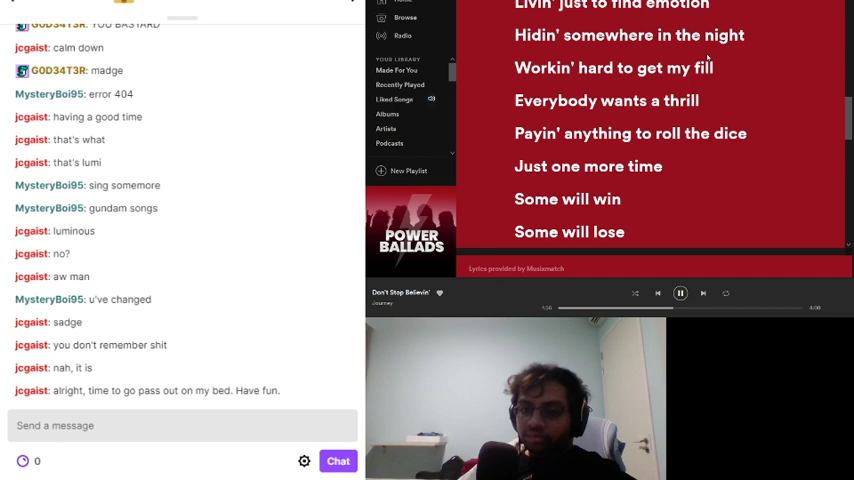 G0D34T3R: YOU BASTARD
jcgaist: calm down
G0D34T3R: madge
MysteryBoi95: error 404
jcgaist: having a good time
jcgaist: that's what
jcgaist: that's lumi
MysteryBoi95: sing somemore
MysteryBoi95: gundam songs
jcgaist: luminous
jcgaist: no?
jcgaist: aw man
MysteryBoi95: u've changed
jcgaist: sadge
jcgaist: you don't remember shit
jcgaist: nah, it is
jcgaist: alright, time to go pass out on my bed. Have fun.
Send a message
0
Chat
Browse
Radio
YOUR LIBRARY
Made For You
Recently Played
Liked Songs
Albums
Artists
Podcasts
New Playlist
POWER
BALLADS
Livin' just to find emotion
Hidin' somewhere in the night
Workin' hard to get my fill
Everybody wants a thrill
Payin' anything to roll the dice
Just one more time
Some will win
Some will lose
Lyrics provided by Musixmatch
Don't Stop Believin'
Journey